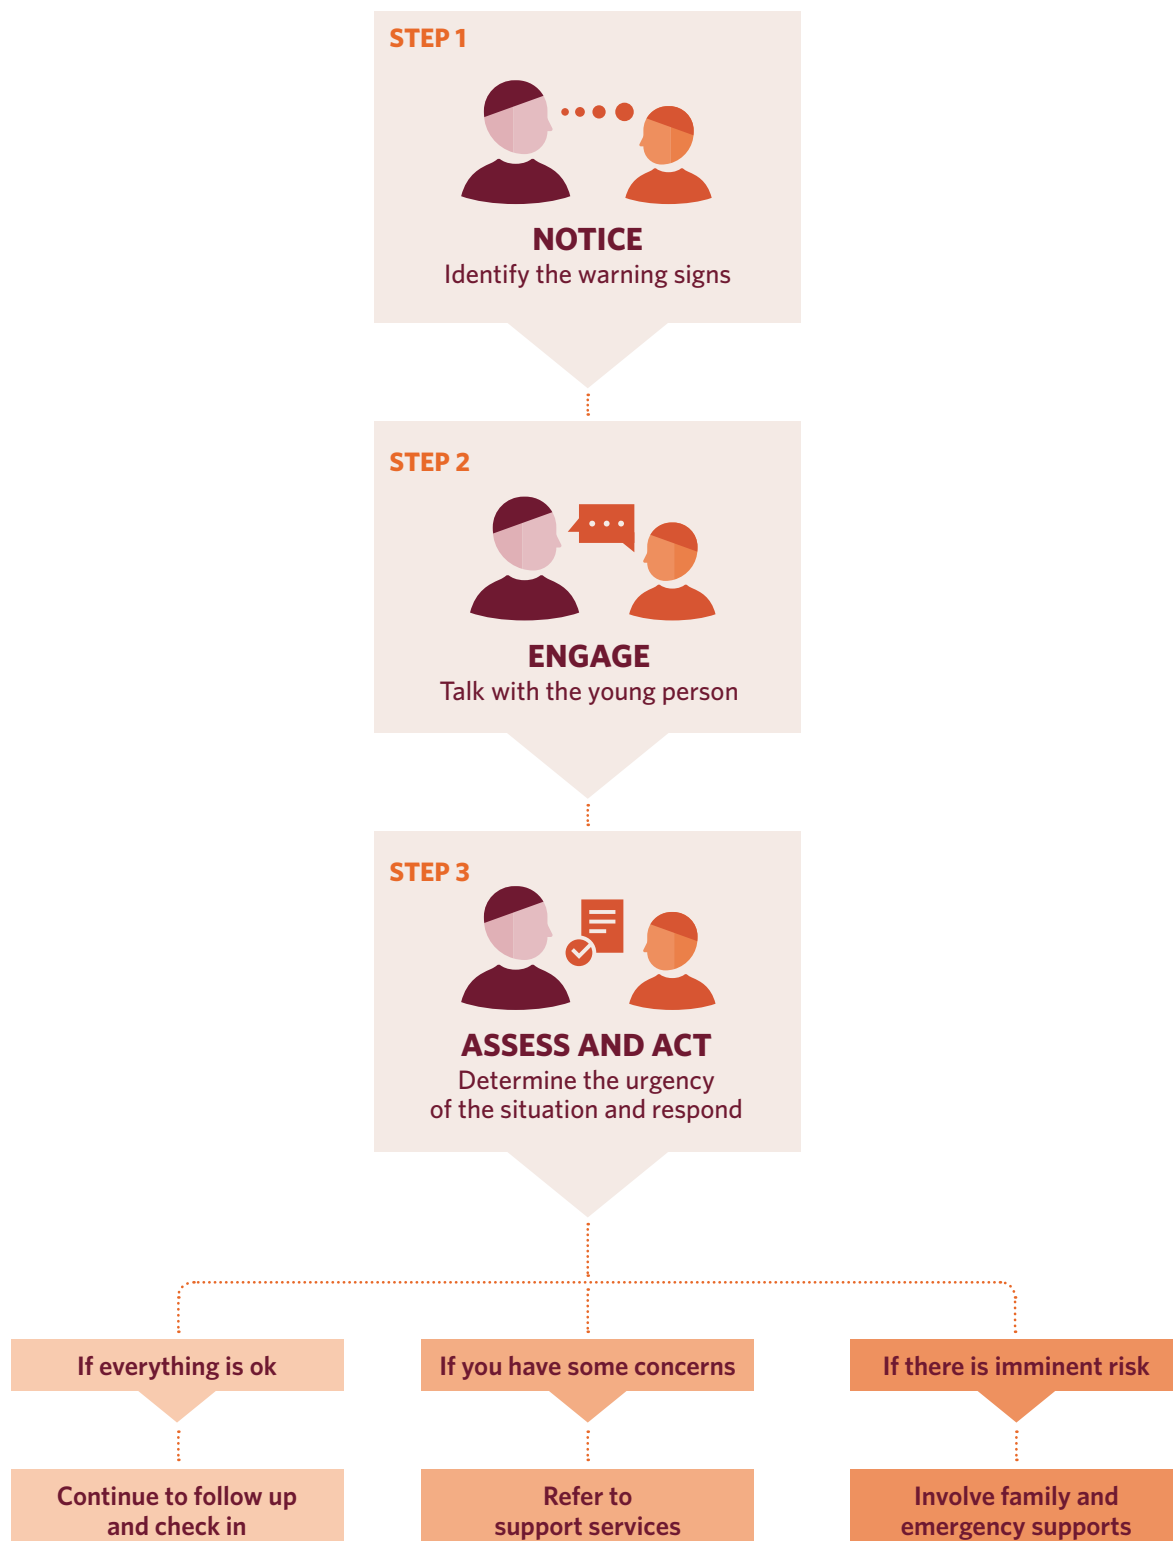 STEP 1
NOTICE
Identify the warning signs
STEP 2
ENGAGE
Talk with the young person
STEP 3
ASSESS AND ACT
Determine the urgency
of the situation and respond
If everything is ok
Continue to follow up
and check in
If you have some concerns
Refer to
support services
If there is imminent risk
Involve family and
emergency supports